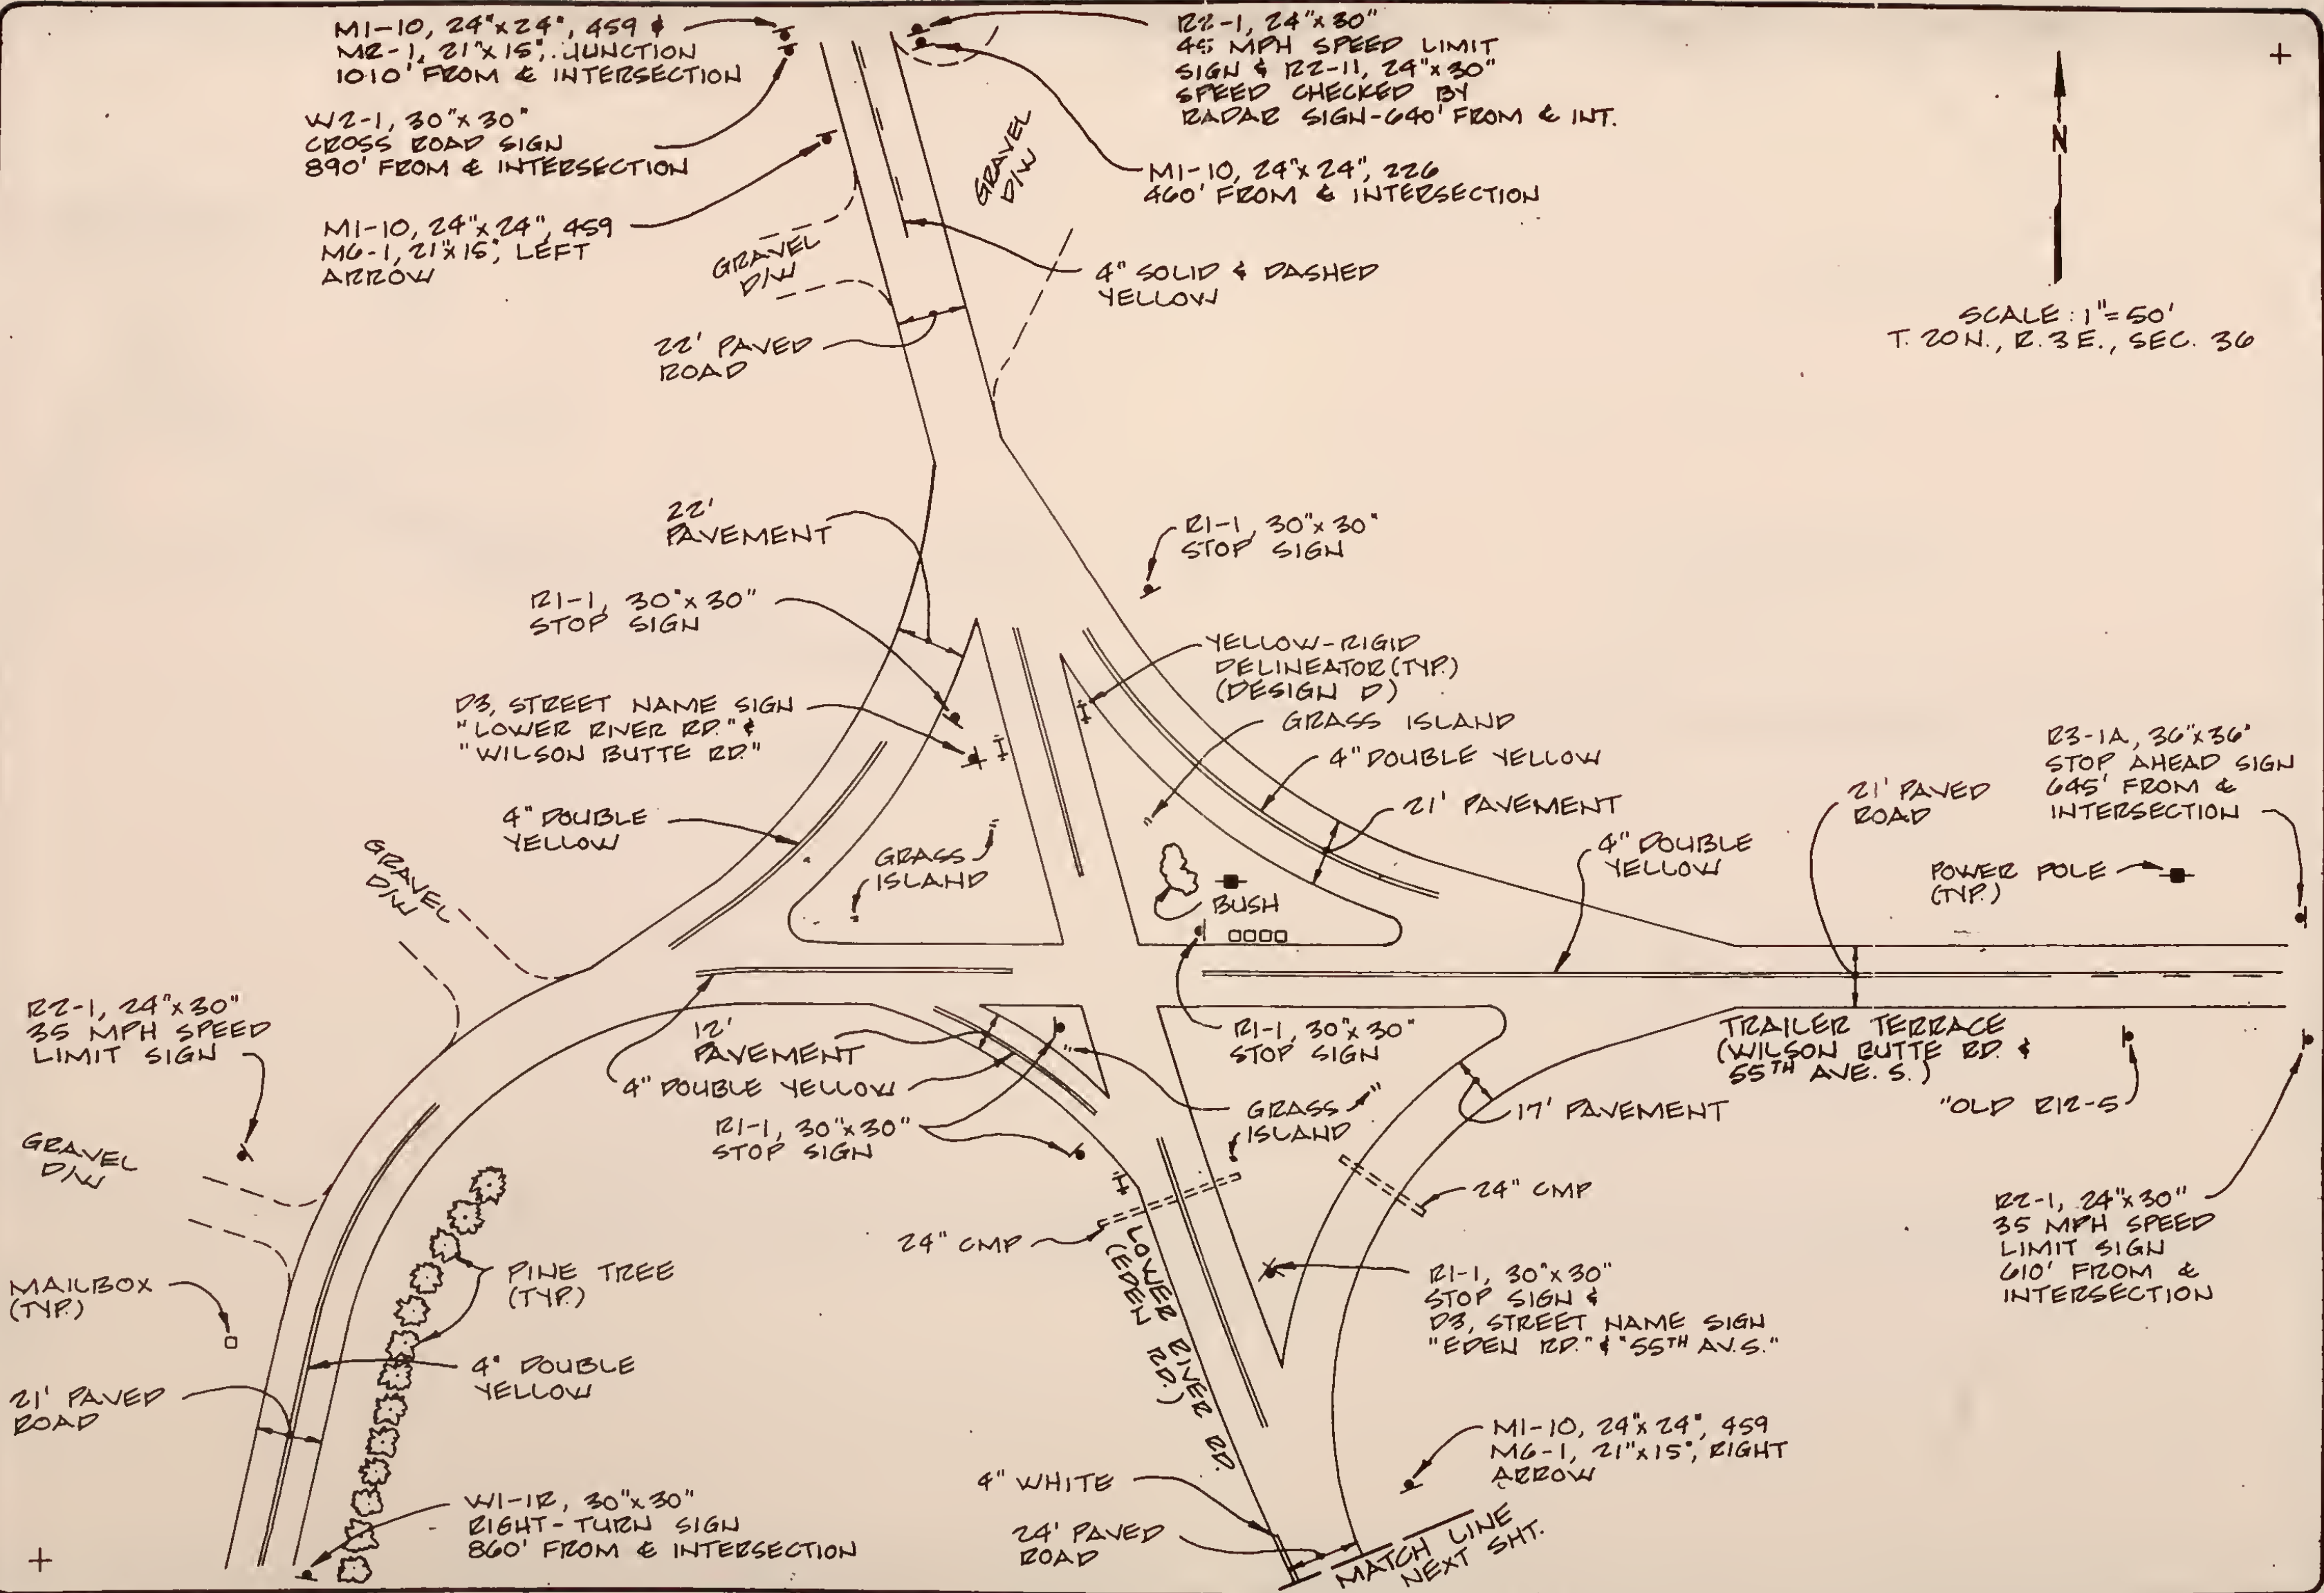 M1-10, 24"x24", 459 &
M2-1, 21"x15", JUNCTION
1010' FROM ℄ INTERSECTION
W2-1, 30"x30"
CROSS ROAD SIGN
890' FROM ℄ INTERSECTION
M1-10, 24"x24", 459
M6-1, 21"x15", LEFT
ARROW
R2-1, 24"x30"
45 MPH SPEED LIMIT
SIGN & R2-11, 24"x30"
SPEED CHECKED BY
RADAR SIGN-640' FROM ℄ INT.
M1-10, 24"x24", 226
460' FROM ℄ INTERSECTION
GRAVEL
D/W
GRAVEL
D/W
4" SOLID & DASHED
YELLOW
22' PAVED
ROAD
N
SCALE: 1"=50'
T. 20N., R.3E., SEC. 36
22'
PAVEMENT
R1-1, 30"x30"
STOP SIGN
R1-1, 30"x30"
STOP SIGN
YELLOW-RIGID
DELINEATOR (TYP.)
(DESIGN D)
D3, STREET NAME SIGN
"LOWER RIVER RD." &
"WILSON BUTTE RD."
GRASS ISLAND
4" DOUBLE YELLOW
21' PAVEMENT
4" DOUBLE
YELLOW
21' PAVED
ROAD
R3-1A, 36"x36"
STOP AHEAD SIGN
645' FROM ℄
INTERSECTION
POWER POLE
(TYP.)
4" DOUBLE
YELLOW
GRASS
ISLAND
BUSH
GRAVEL
D/W
R2-1, 24"x30"
35 MPH SPEED
LIMIT SIGN
12'
PAVEMENT
4" DOUBLE YELLOW
R1-1, 30"x30"
STOP SIGN
R1-1, 30"x30"
STOP SIGN
GRASS
ISLAND
17' PAVEMENT
TRAILER TERRACE
(WILSON BUTTE RD. &
55TH AVE. S.)
"OLD R12-5
GRAVEL
D/W
24" CMP
24" CMP
R2-1, 24"x30"
35 MPH SPEED
LIMIT SIGN
610' FROM ℄
INTERSECTION
MAILBOX
(TYP.)
PINE TREE
(TYP.)
LOWER RIVER RD.
(EDEN RD.)
R1-1, 30"x30"
STOP SIGN &
D3, STREET NAME SIGN
"EDEN RD." & "55TH AV.S."
4" DOUBLE
YELLOW
21' PAVED
ROAD
M1-10, 24"x24", 459
M6-1, 21"x15", RIGHT
ARROW
4" WHITE
24' PAVED
ROAD
W1-1R, 30"x30"
RIGHT-TURN SIGN
860' FROM ℄ INTERSECTION
MATCH LINE
NEXT SHT.